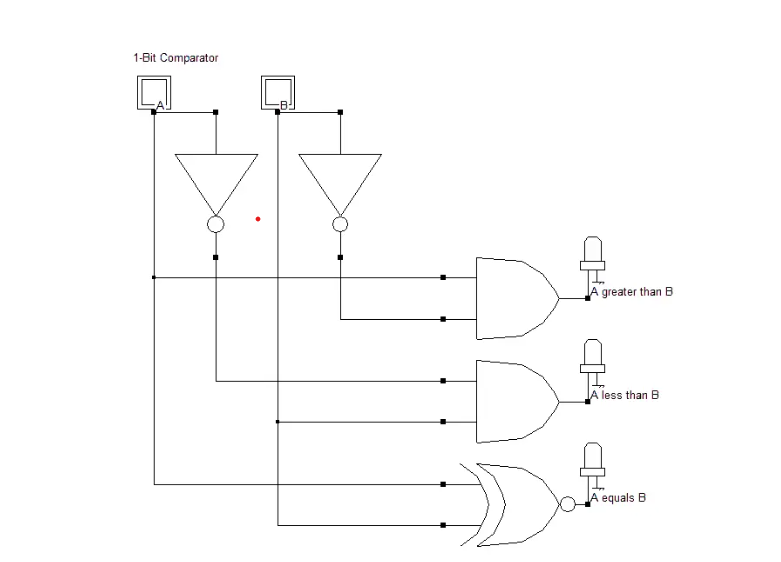 1-Bit Comparator
A
B
A greater than B
A less than B
A equals B